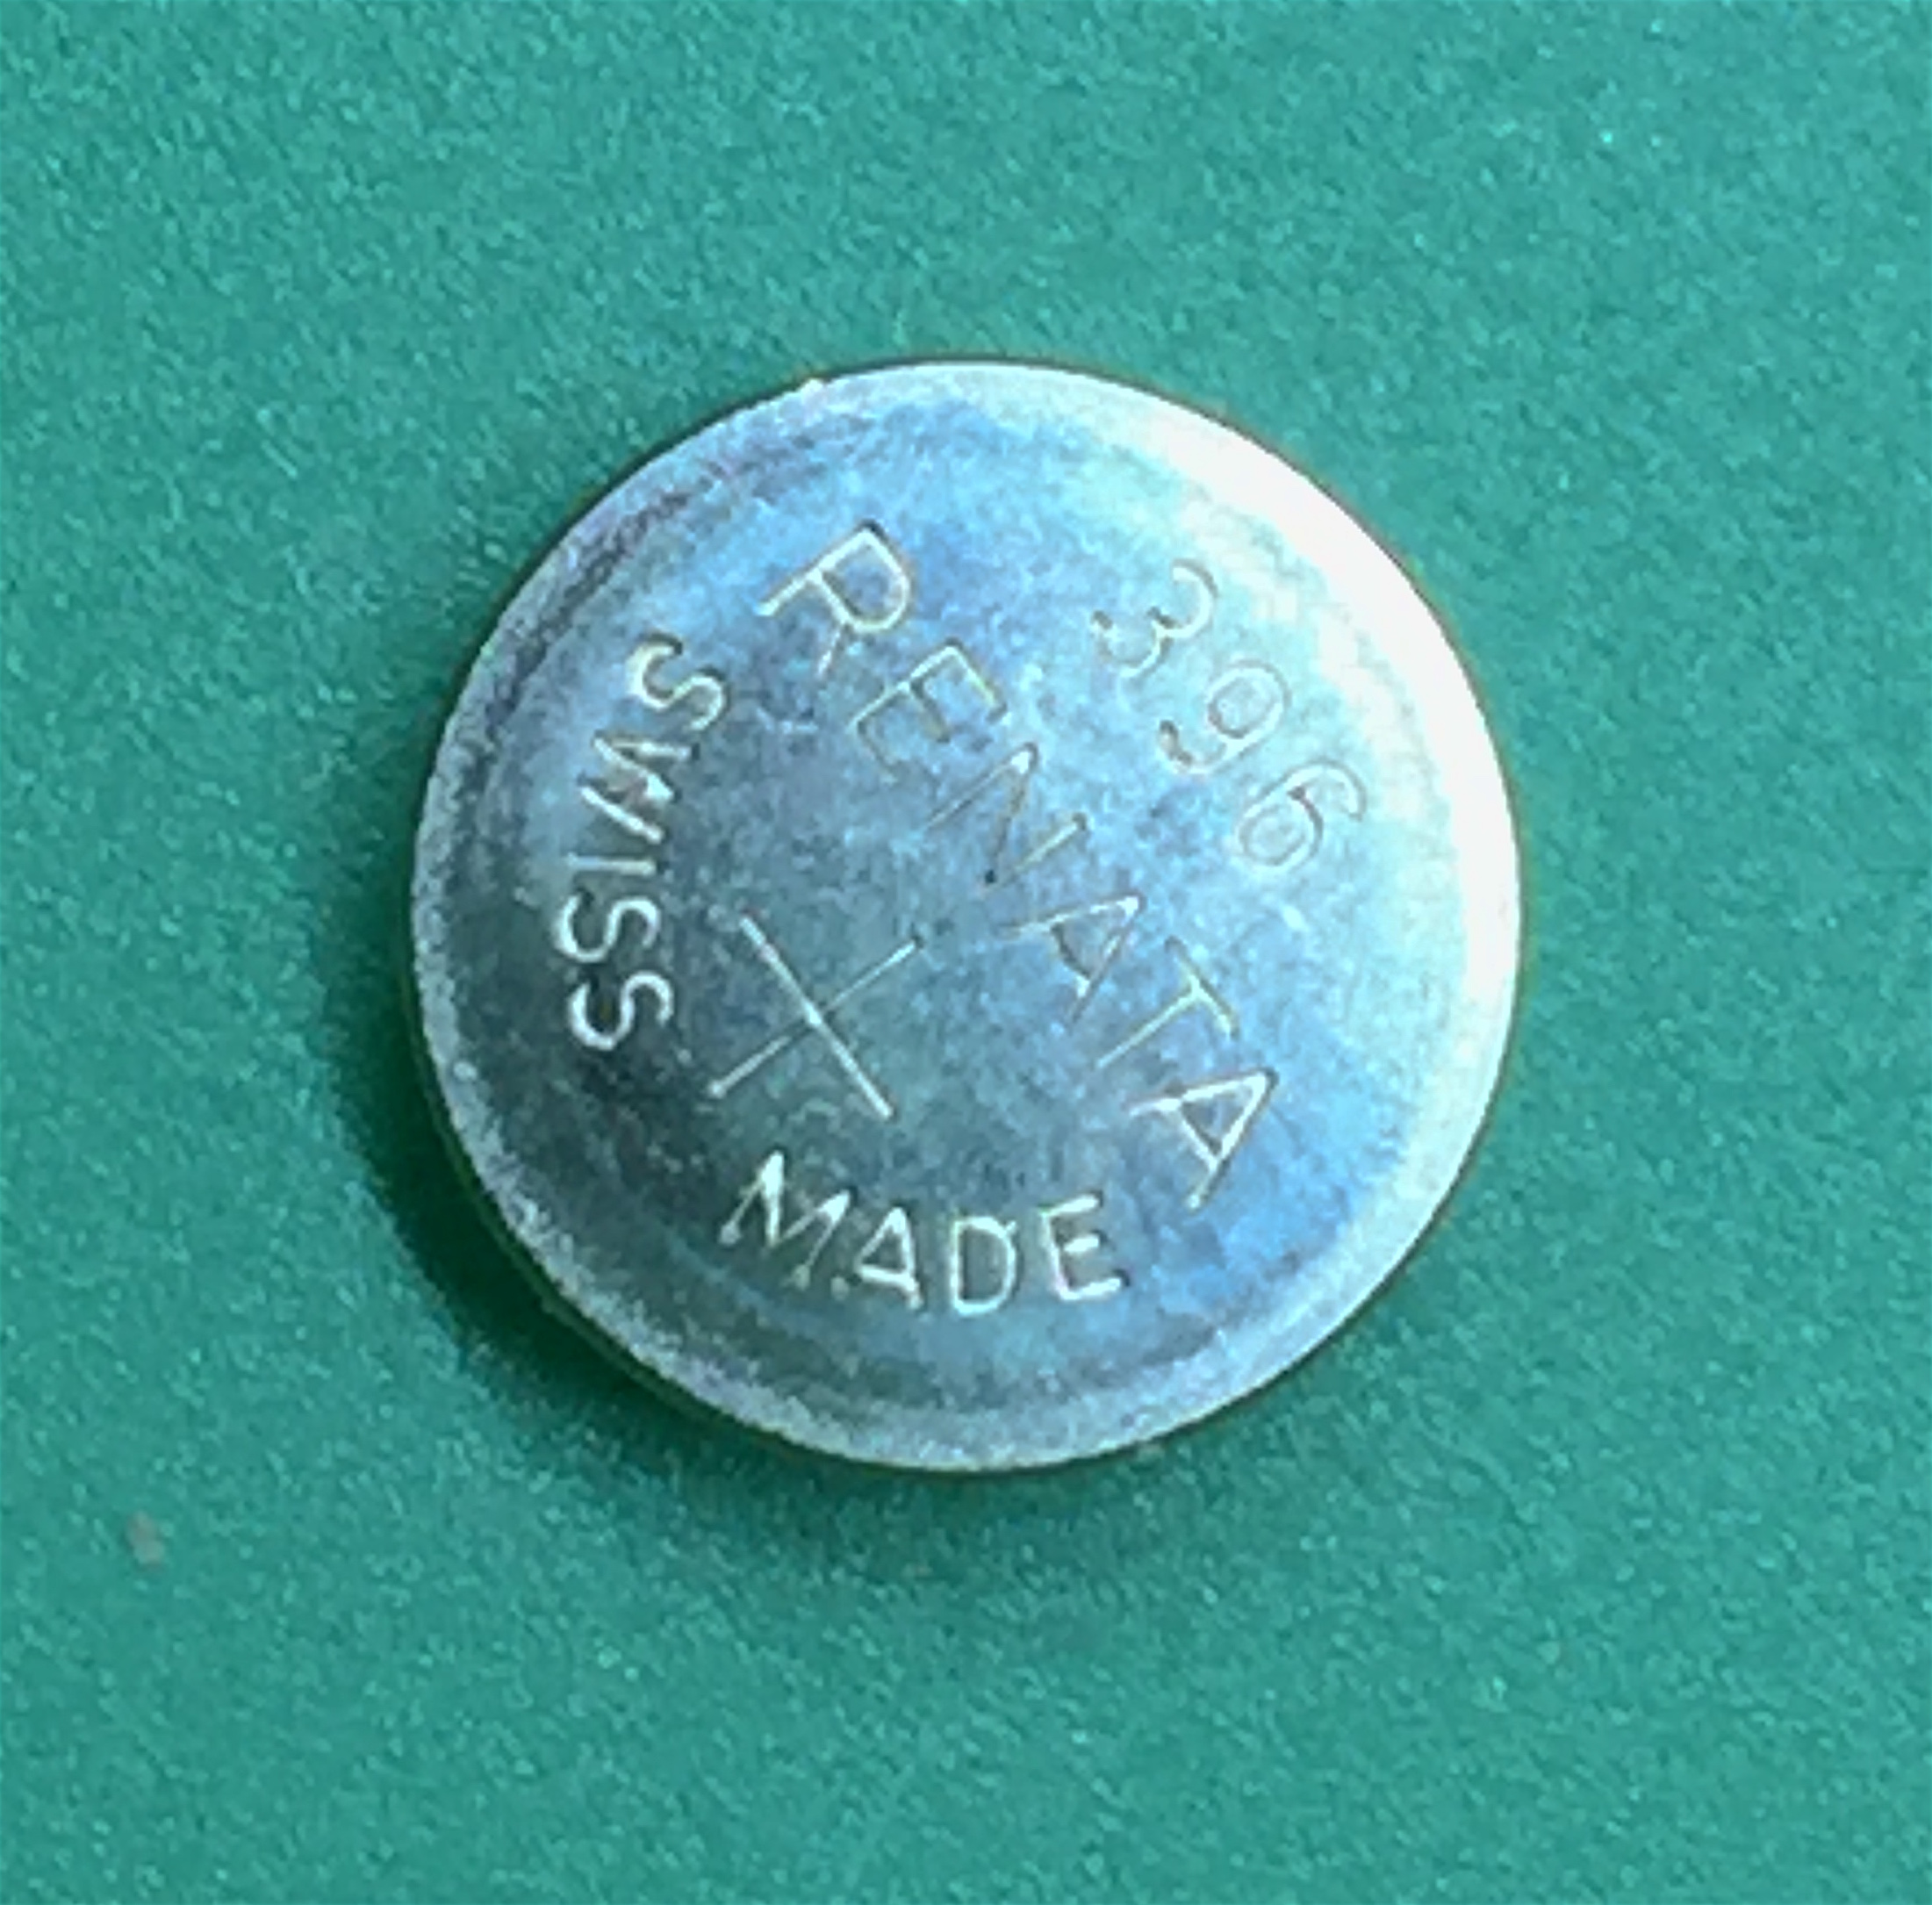 396
RENATA
+
SWISS MADE